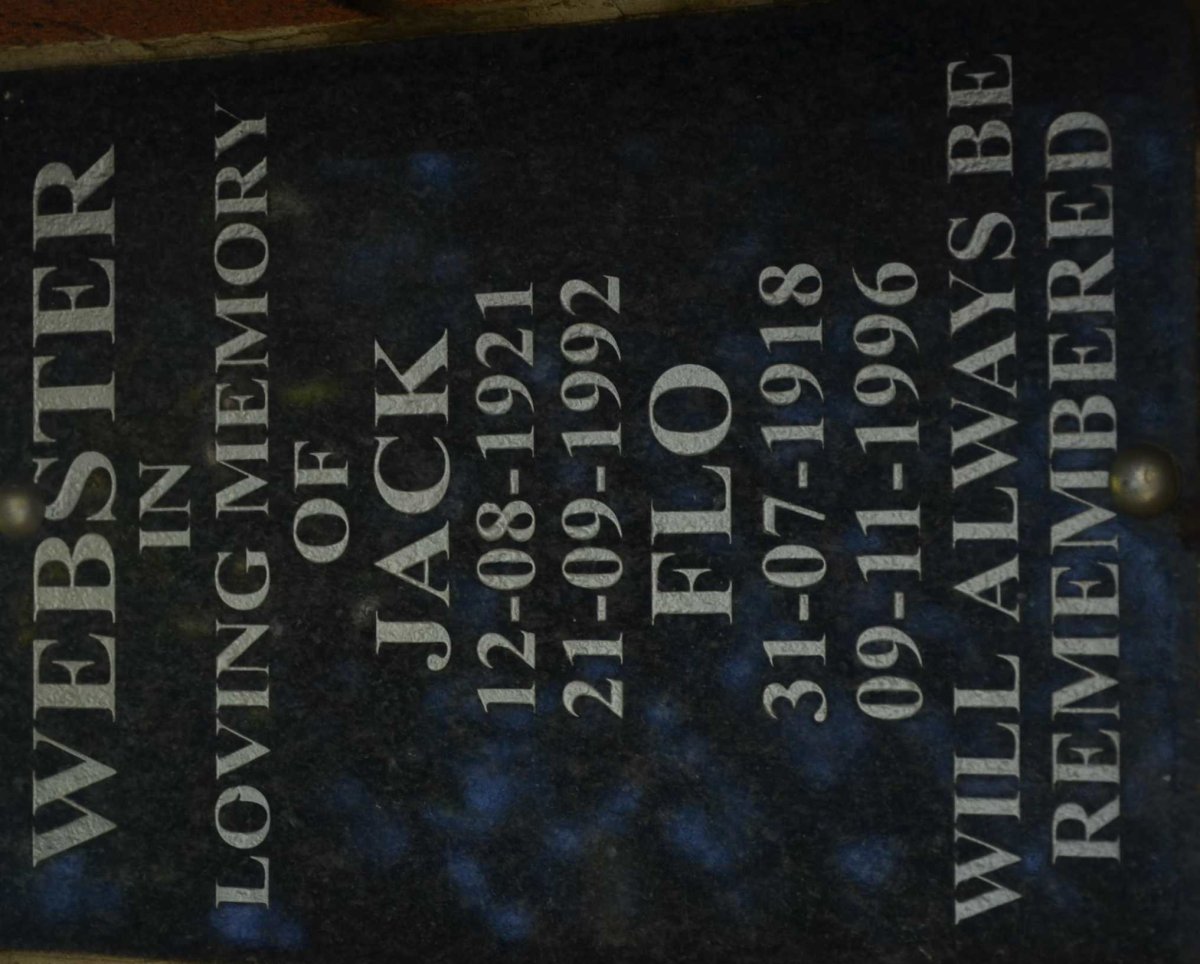 WEBSTER
IN
LOVING MEMORY
OF
JACK
12-08-1921
21-09-1992
FLO
31-07-1918
09-11-1996
WILL ALWAYS BE
REMEMBERED